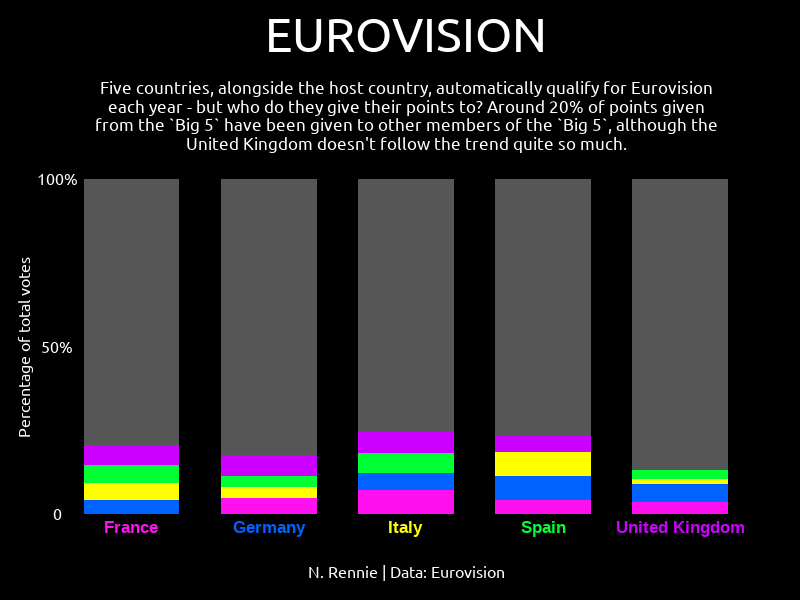 EUROVISION
Five countries, alongside the host country, automatically qualify for Eurovision
each year - but who do they give their points to? Around 20% of points given
from the `Big 5` have been given to other members of the `Big 5`, although the
United Kingdom doesn't follow the trend quite so much.
100%
50%
0
Percentage of total votes
France Germany Italy Spain United Kingdom
N. Rennie | Data: Eurovision